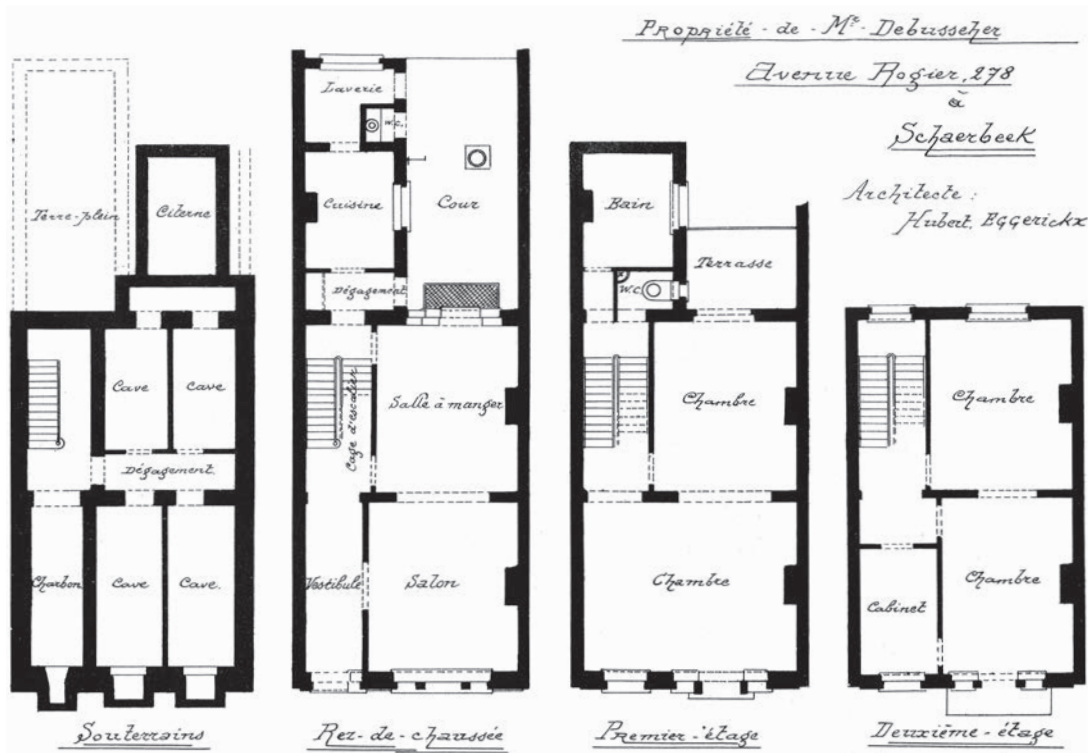 Propriété - de - Mr. Debusscher
Avenue Rogier, 278
à
Schaerbeek
Architecte :
Hubert, Eggerickx
Terre-plein
Citerne
Cave
Cave
Dégagement
Charbon
Cave
Cave
Souterrains
Laverie
W.C.
Cuisine
Cour
Dégagement
Cage d'escalier
Salle à manger
Vestibule
Salon
Rez-de-chaussée
Bain
Terrasse
W.C.
Chambre
Chambre
Premier-étage
Chambre
Cabinet
Chambre
Deuxième-étage